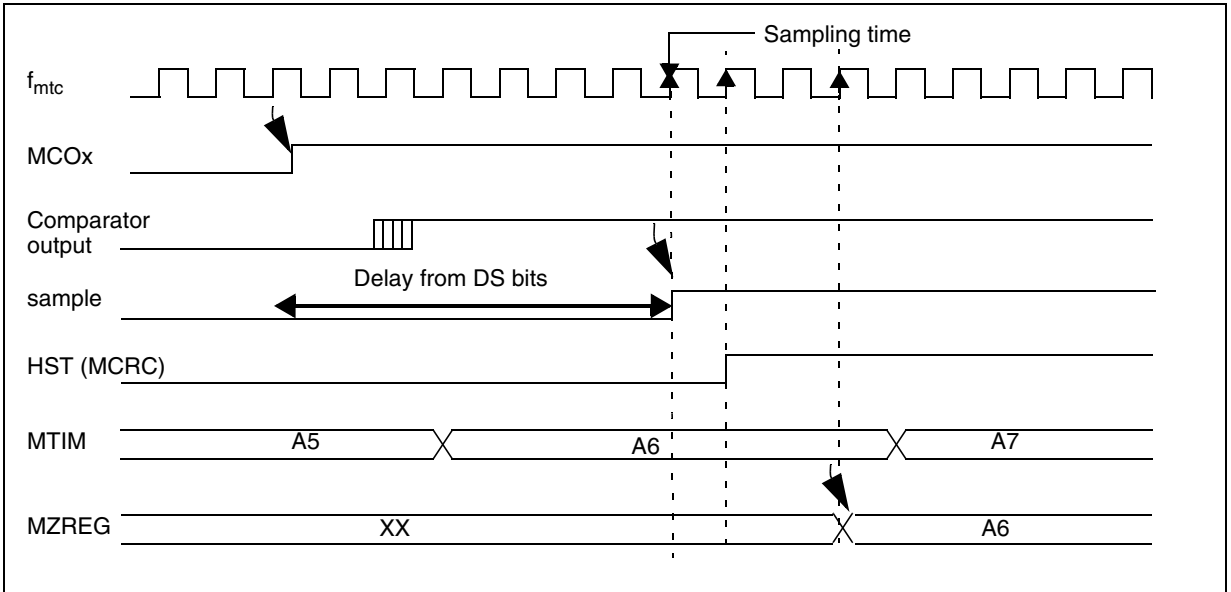 Sampling time
fmtc
MCOx
Comparator
output
Delay from DS bits
sample
HST (MCRC)
MTIM A5 A6 A7
MZREG XX A6